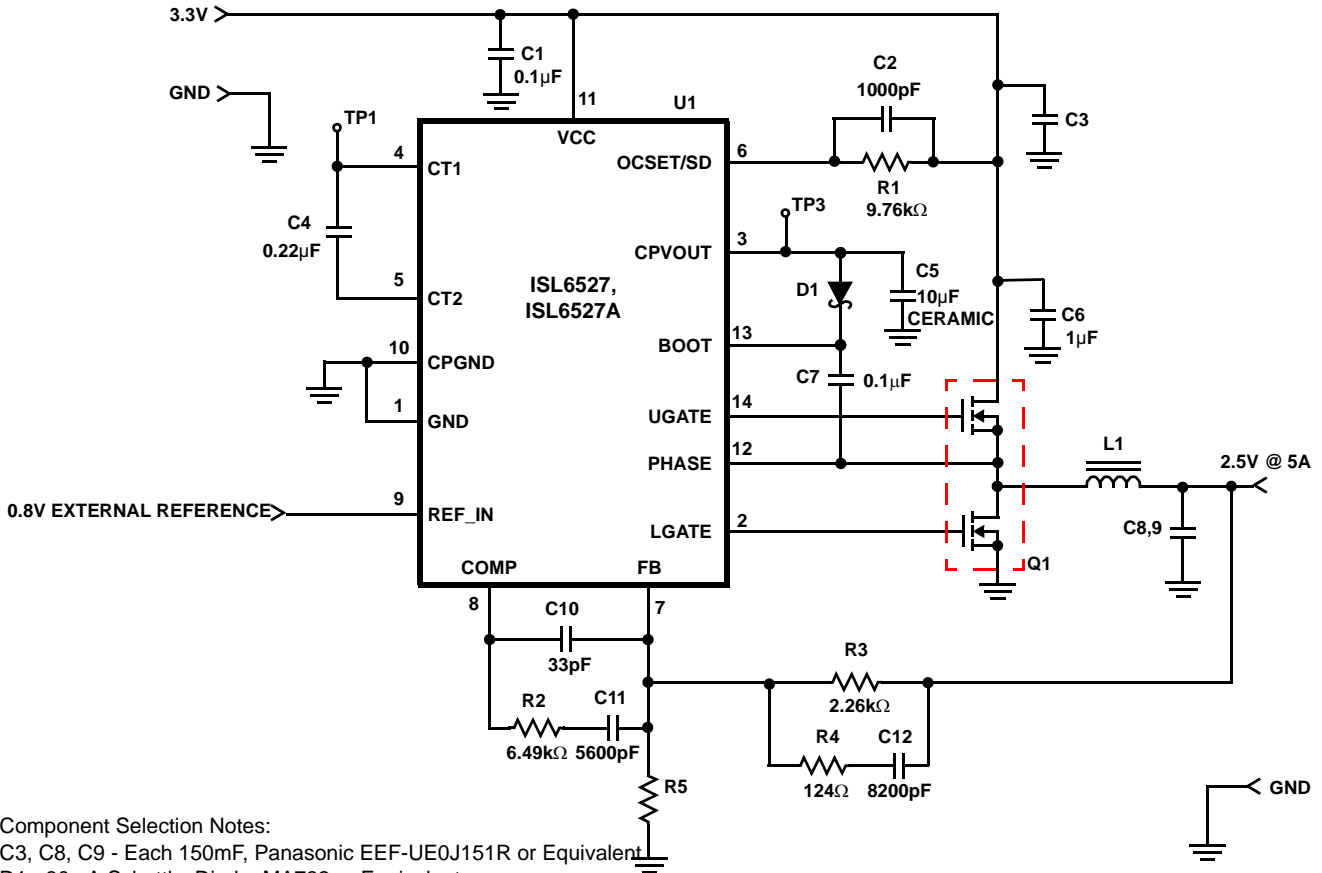 3.3V
C1
0.1µF
GND
TP1
4
CT1
C4
0.22µF
5
CT2
10
CPGND
1
GND
0.8V EXTERNAL REFERENCE
9
REF_IN
11
VCC
U1
ISL6527,
ISL6527A
OCSET/SD
6
C2
1000pF
R1
9.76kΩ
C3
TP3
CPVOUT
3
D1
C5
10µF
CERAMIC
C6
1µF
BOOT
13
C7
0.1µF
UGATE
14
PHASE
12
LGATE
2
Q1
L1
2.5V @ 5A
C8,9
COMP
FB
8
7
C10
33pF
R2
6.49kΩ
C11
5600pF
R3
2.26kΩ
R4
124Ω
C12
8200pF
R5
GND
Component Selection Notes:
C3, C8, C9 - Each 150mF, Panasonic EEF-UE0J151R or Equivalent